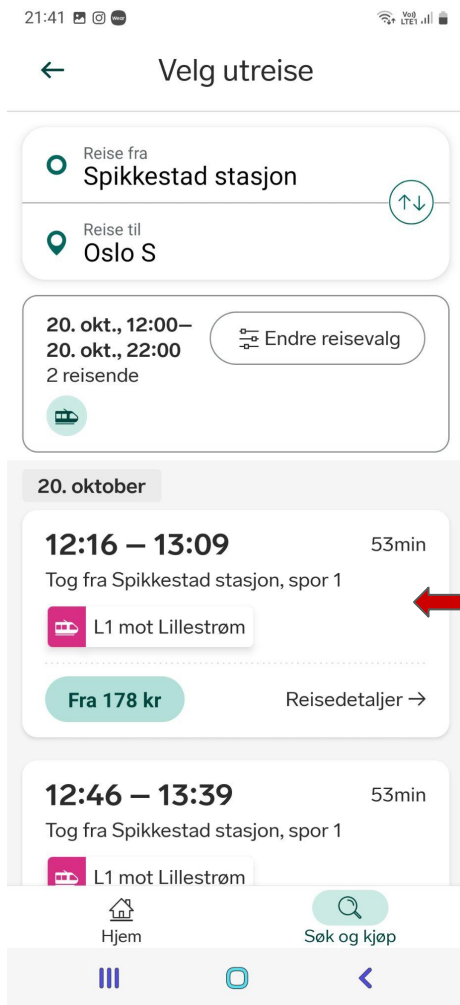 21:41
Wear
Vo))
LTE1
Velg utreise
Reise fra
Spikkestad stasjon
Reise til
Oslo S
20. okt., 12:00–
20. okt., 22:00
Endre reisevalg
2 reisende
20. oktober
12:16 – 13:09
53min
Tog fra Spikkestad stasjon, spor 1
L1 mot Lillestrøm
Fra 178 kr
Reisedetaljer →
12:46 – 13:39
53min
Tog fra Spikkestad stasjon, spor 1
L1 mot Lillestrøm
Hjem
Søk og kjøp